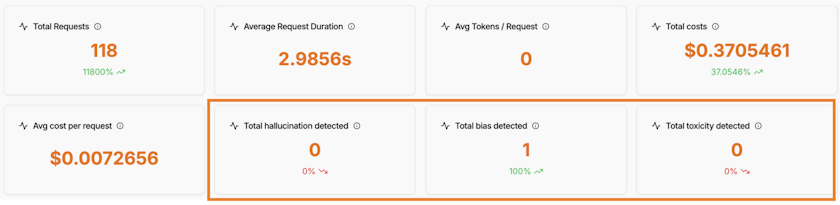 Total Requests
118
11800%
Average Request Duration
2.9856s
Avg Tokens / Request
0
Total costs
$0.3705461
37.0546%
Avg cost per request
$0.0072656
Total hallucination detected
0
0%
Total bias detected
1
100%
Total toxicity detected
0
0%